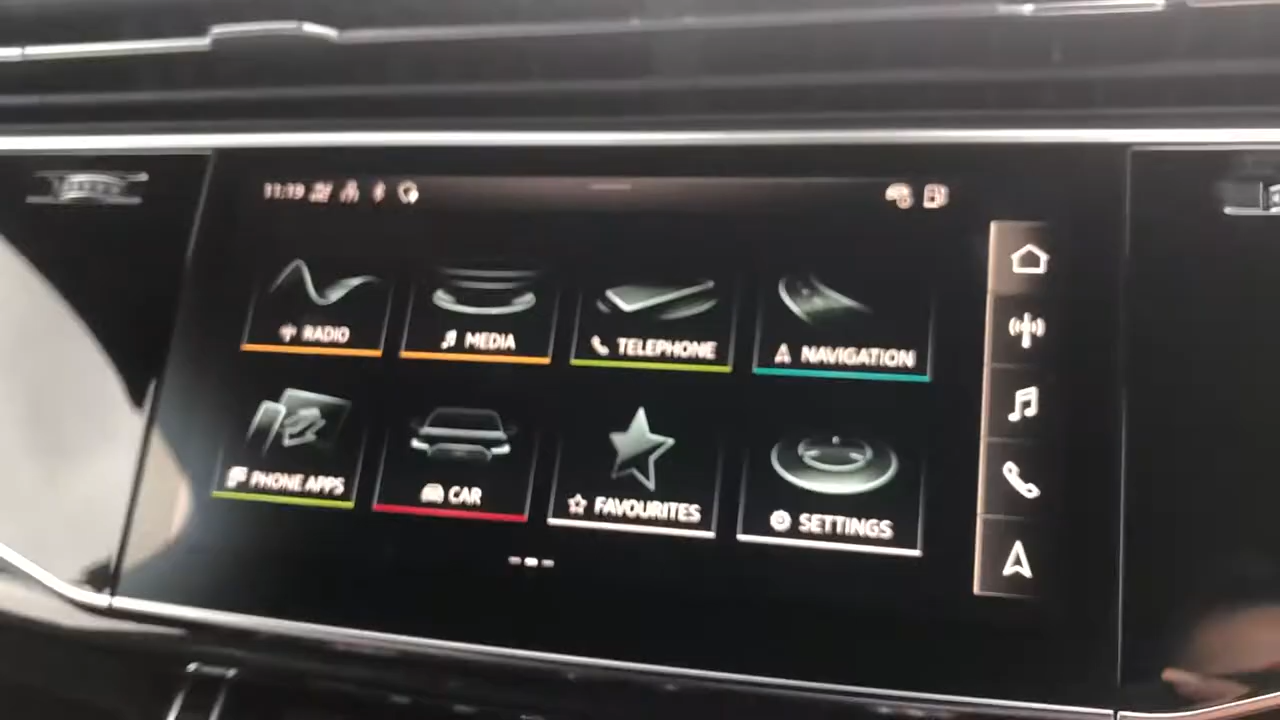 11:19
RADIO
MEDIA
TELEPHONE
NAVIGATION
PHONE APPS
CAR
FAVOURITES
SETTINGS